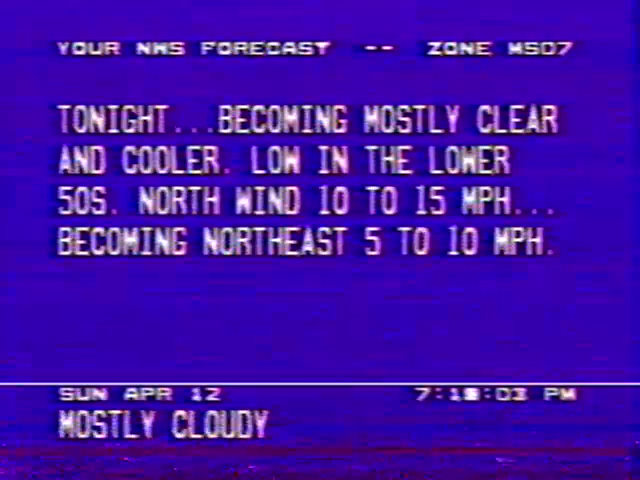 YOUR NWS FORECAST -- ZONE MS07
TONIGHT...BECOMING MOSTLY CLEAR
AND COOLER. LOW IN THE LOWER
50S. NORTH WIND 10 TO 15 MPH...
BECOMING NORTHEAST 5 TO 10 MPH.
SUN APR 12 PM
MOSTLY CLOUDY